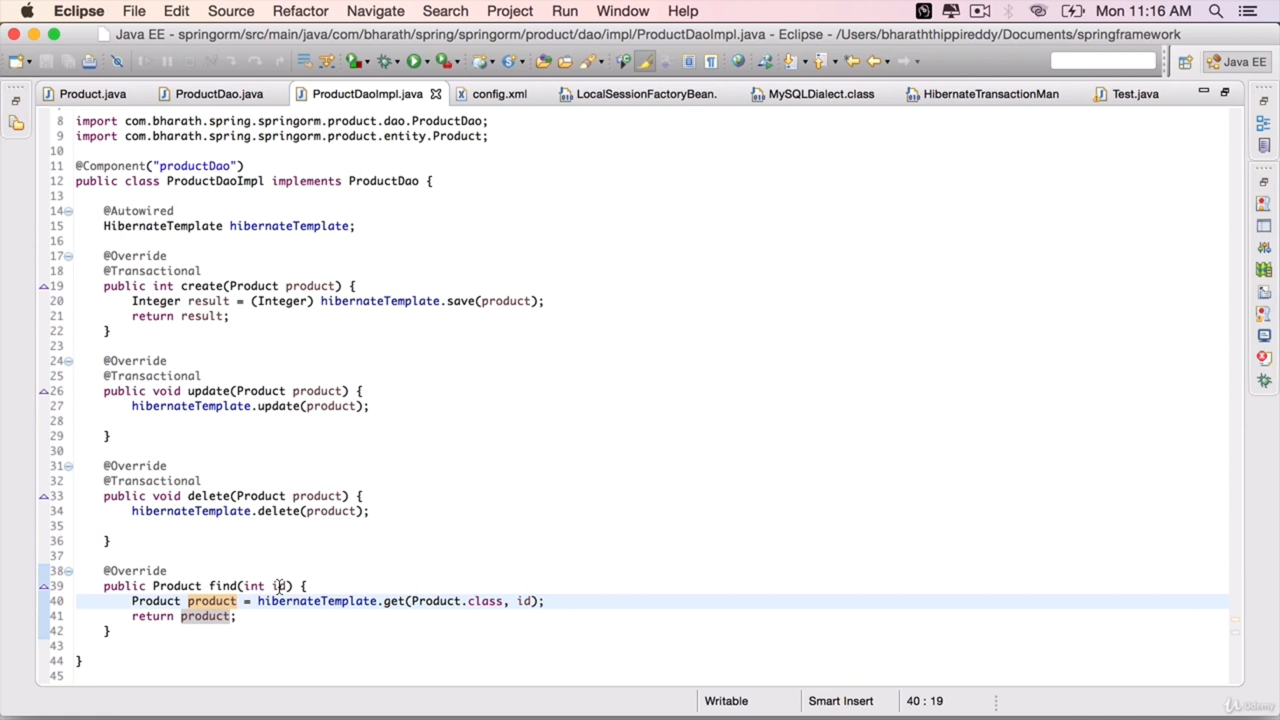 Eclipse File Edit Source Refactor Navigate Search Project Run Window Help Mon 11:16 AM
Java EE - springorm/src/main/java/com/bharath/spring/springorm/product/dao/impl/ProductDaoImpl.java - Eclipse - /Users/bharaththippireddy/Documents/springframework
Java EE
Product.java ProductDao.java ProductDaoImpl.java config.xml LocalSessionFactoryBean. MySQLDialect.class HibernateTransactionMan Test.java
8 import com.bharath.spring.springorm.product.dao.ProductDao;
9 import com.bharath.spring.springorm.product.entity.Product;
10
11 @Component("productDao")
12 public class ProductDaoImpl implements ProductDao {
13
14 @Autowired
15 HibernateTemplate hibernateTemplate;
16
17 @Override
18 @Transactional
19 public int create(Product product) {
20 Integer result = (Integer) hibernateTemplate.save(product);
21 return result;
22 }
23
24 @Override
25 @Transactional
26 public void update(Product product) {
27 hibernateTemplate.update(product);
28
29 }
30
31 @Override
32 @Transactional
33 public void delete(Product product) {
34 hibernateTemplate.delete(product);
35
36 }
37
38 @Override
39 public Product find(int id) {
40 Product product = hibernateTemplate.get(Product.class, id);
41 return product;
42 }
43
44 }
45
Writable Smart Insert 40 : 19
Udemy